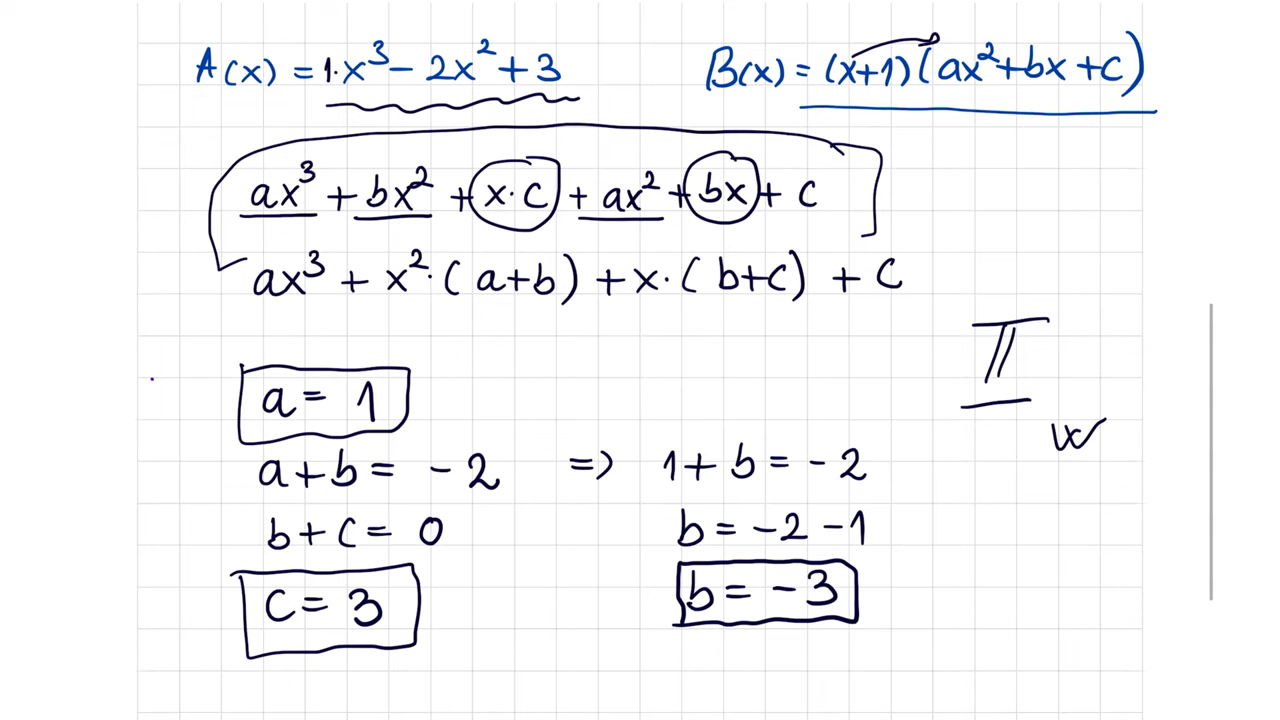 A(x) = 1·x³ − 2x² + 3
B(x) = (x+1)(ax²+bx+c)
ax³ + bx² + x·c + ax² + bx + c
ax³ + x²·(a+b) + x·(b+c) + c
a = 1
a+b = −2 => 1+b = −2
b+c = 0
b = −2 −1
c = 3
b = −3